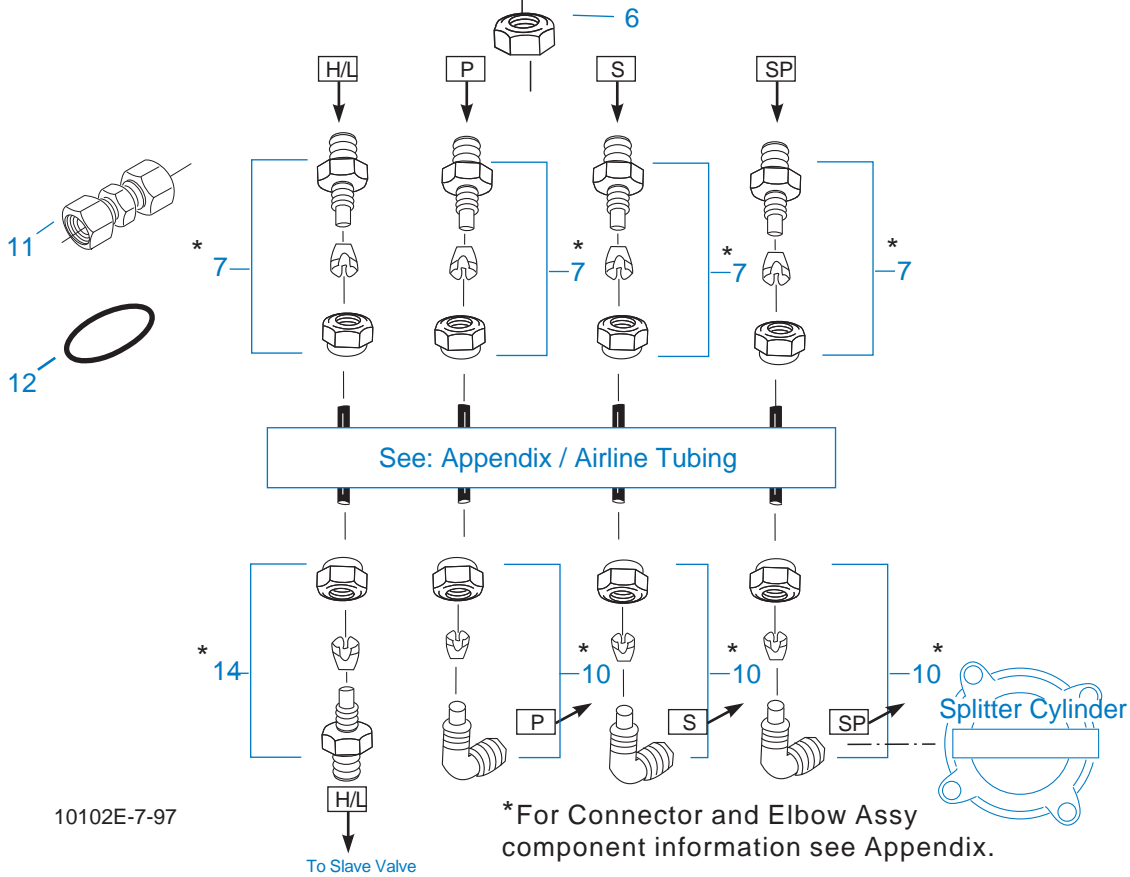 6
H/L P S SP
11
* 7 * 7 * 7 * 7
12
See: Appendix / Airline Tubing
* 14 * 10 * 10 * 10
P S SP
Splitter Cylinder
H/L
10102E-7-97
To Slave Valve
*For Connector and Elbow Assy
component information see Appendix.